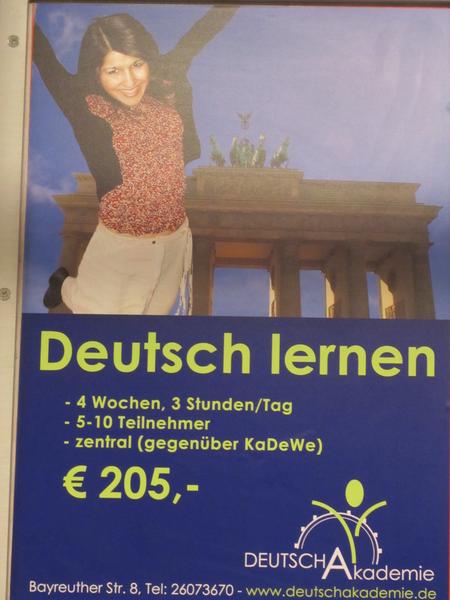 Deutsch lernen
- 4 Wochen, 3 Stunden/Tag
- 5-10 Teilnehmer
- zentral (gegenüber KaDeWe)
€ 205,-
DEUTSCHAkademie
Bayreuther Str. 8, Tel: 26073670 - www.deutschakademie.de